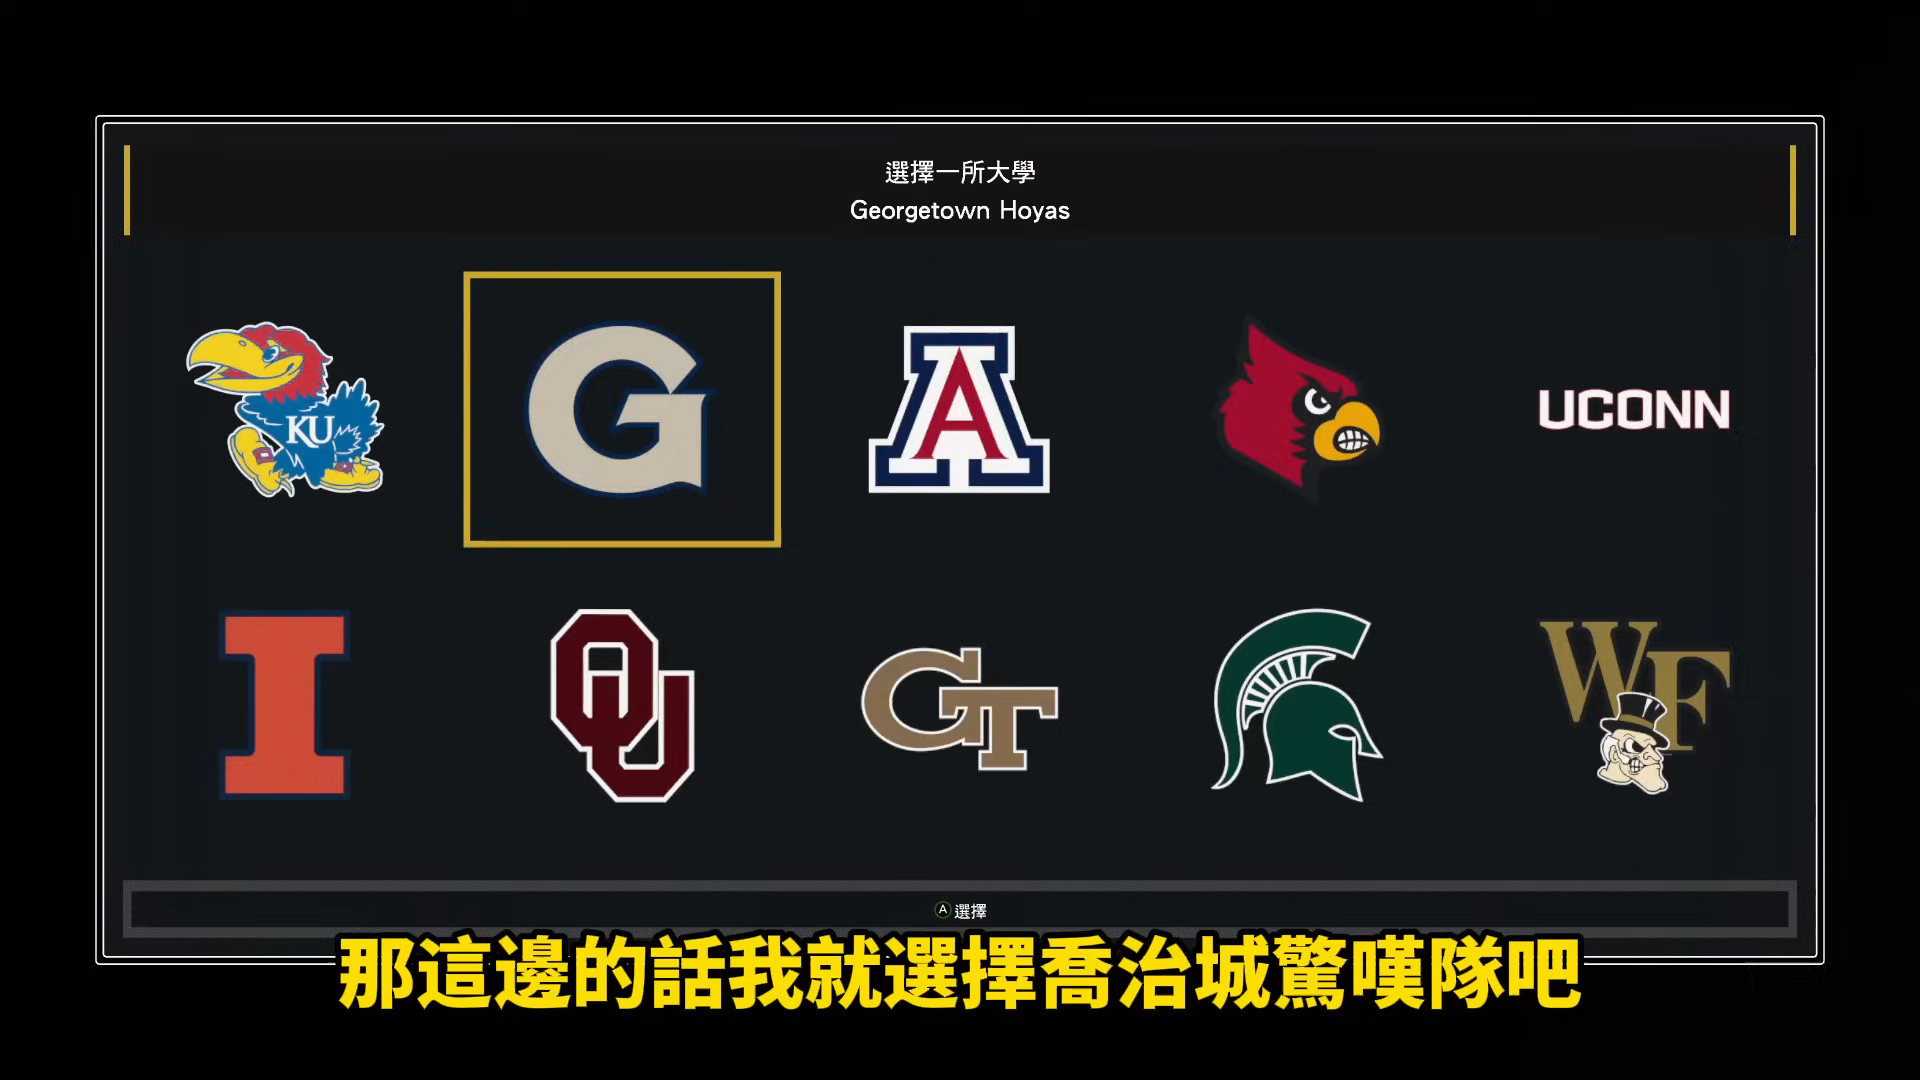 選擇一所大學
Georgetown Hoyas
KU
G
A
UCONN
I
OU
GT
WF
A 選擇
那這邊的話我就選擇喬治城驚嘆隊吧